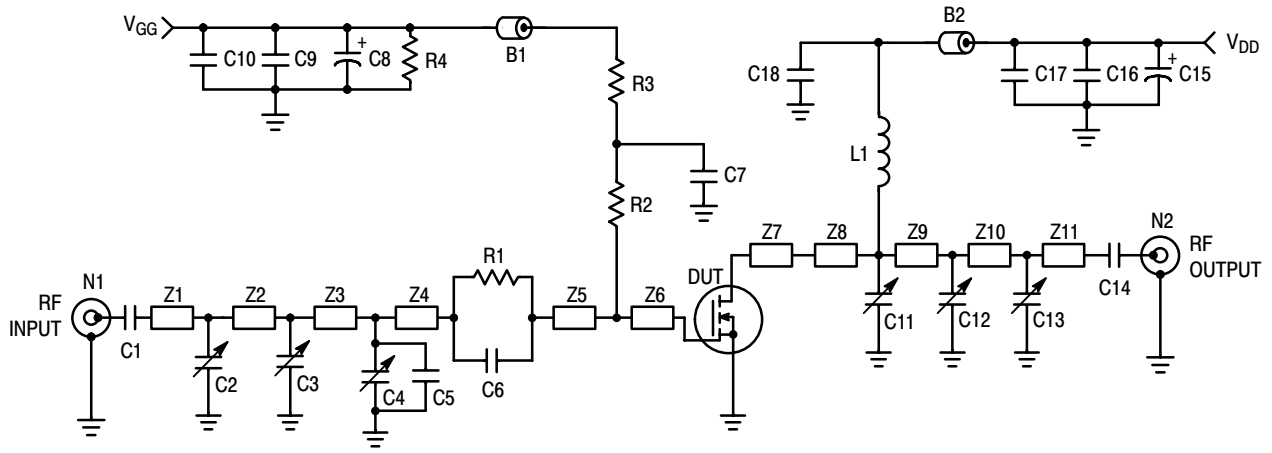 VGG
C10
C9
+
C8
R4
B1
R3
C7
R2
B2
VDD
C18
C17
C16
+
C15
L1
N1
RF
INPUT
C1
Z1
Z2
Z3
Z4
R1
C6
Z5
Z6
C2
C3
C4
C5
DUT
Z7
Z8
Z9
Z10
Z11
C11
C12
C13
C14
N2
RF
OUTPUT